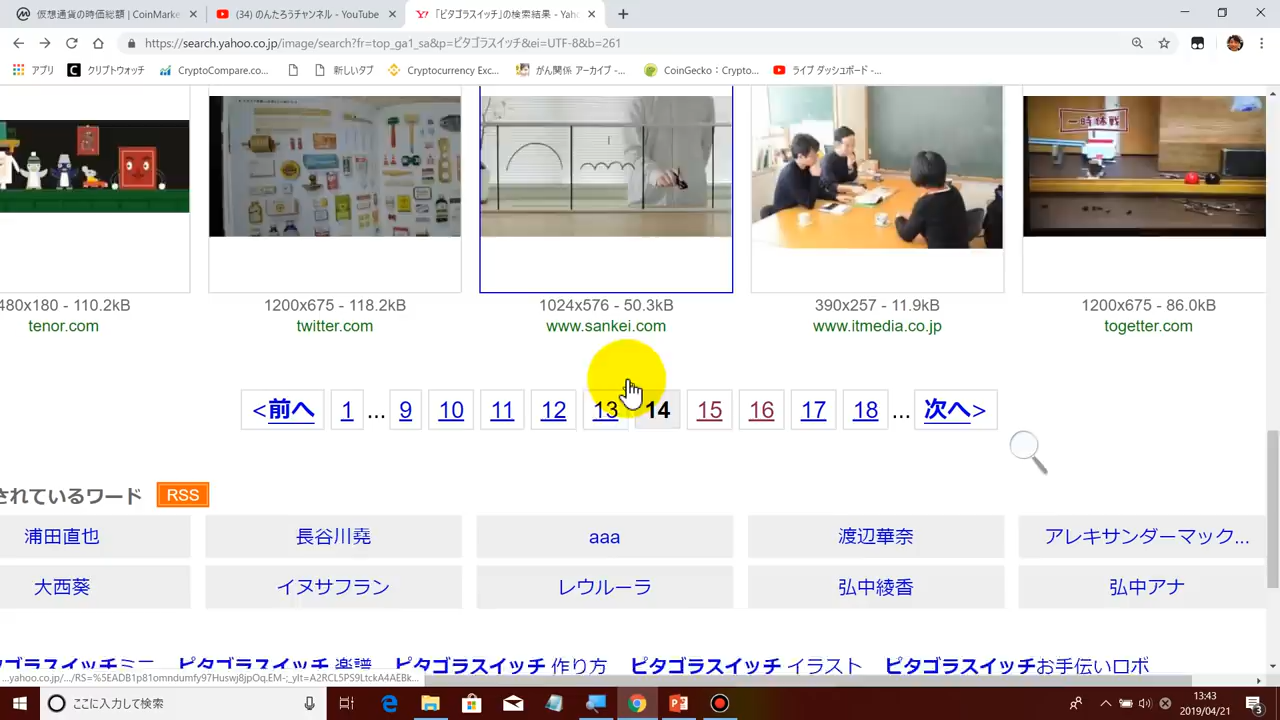 仮想通貨の時価総額 | CoinMarke
(34) のんたろうチャンネル - YouTube
「ピタゴラスイッチ」の検索結果 - Yaho
https://search.yahoo.co.jp/image/search?fr=top_ga1_sa&p=ピタゴラスイッチ&ei=UTF-8&b=261
アプリ
クリプトウォッチ
CryptoCompare.co...
新しいタブ
Cryptocurrency Exc...
がん関係 アーカイブ -...
CoinGecko : Crypto...
ライブ ダッシュボード -...
一時休戦
480x180 - 110.2kB
1200x675 - 118.2kB
1024x576 - 50.3kB
390x257 - 11.9kB
1200x675 - 86.0kB
tenor.com
twitter.com
www.sankei.com
www.itmedia.co.jp
togetter.com
<前へ 1 ... 9 10 11 12 13 14 15 16 17 18 ... 次へ>
されているワード RSS
浦田直也
長谷川堯
aaa
渡辺華奈
アレキサンダーマック...
大西葵
イヌサフラン
レウルーラ
弘中綾香
弘中アナ
タゴラスイッチミニ
ピタゴラスイッチ 楽譜
ピタゴラスイッチ 作り方
ピタゴラスイッチ イラスト
ピタゴラスイッチお手伝いロボ
ここに入力して検索
13:43
2019/04/21
3